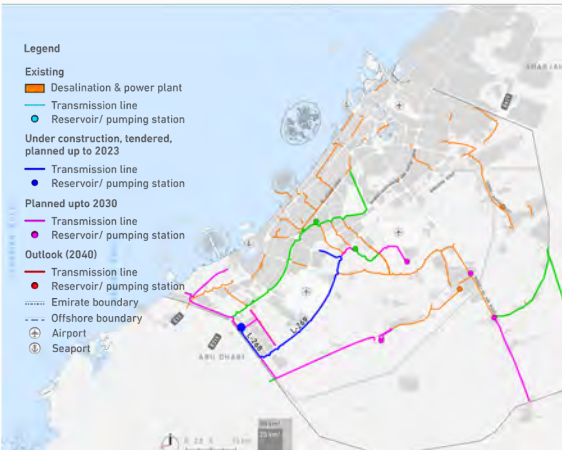 Legend
Existing
Desalination & power plant
Transmission line
Reservoir/ pumping station
Under construction, tendered,
planned up to 2023
Transmission line
Reservoir/ pumping station
Planned upto 2030
Transmission line
Reservoir/ pumping station
Outlook (2040)
Transmission line
Reservoir/ pumping station
Emirate boundary
Offshore boundary
Airport
Seaport
L-269
L-268
ABU DHABI